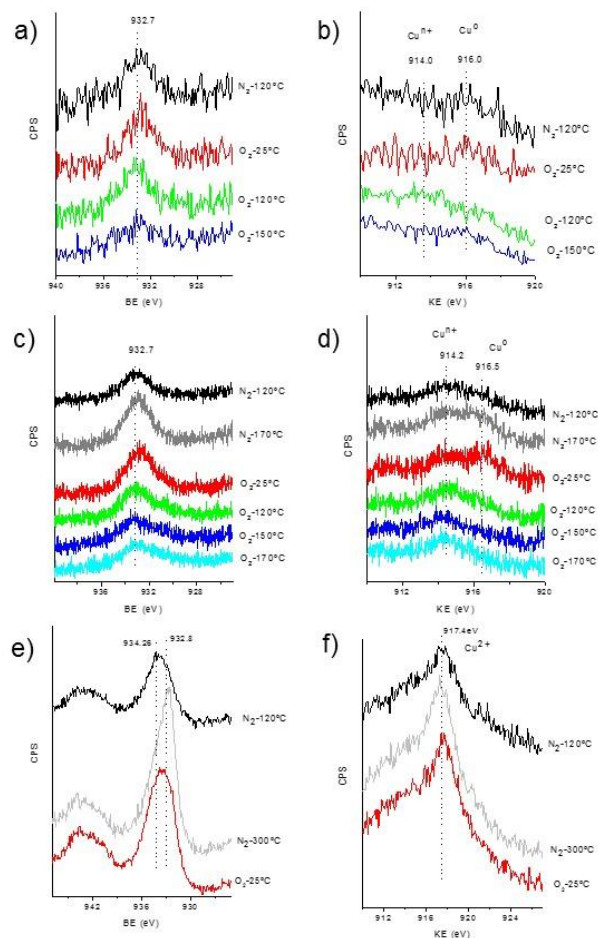 a)
932.7
N2-120ºC
O2-25ºC
O2-120ºC
O2-150ºC
CPS
940 936 932 928
BE (eV)
b)
Cuⁿ⁺ Cu⁰
914.0 916.0
N2-120ºC
O2-25ºC
O2-120ºC
O2-150ºC
CPS
912 916 920
KE (eV)
c)
932.7
N2-120ºC
N2-170ºC
O2-25ºC
O2-120ºC
O2-150ºC
O2-170ºC
CPS
936 932 928
BE (eV)
d)
Cuⁿ⁺ Cu⁰
914.2 916.5
N2-120ºC
N2-170ºC
O2-25ºC
O2-120ºC
O2-150ºC
O2-170ºC
CPS
912 916 920
KE (eV)
e)
934.26 932.8
N2-120ºC
N2-300ºC
O2-25ºC
CPS
942 936 930
BE (eV)
f)
917.4eV
Cu²⁺
N2-120ºC
N2-300ºC
O2-25ºC
CPS
912 916 920 924
KE (eV)